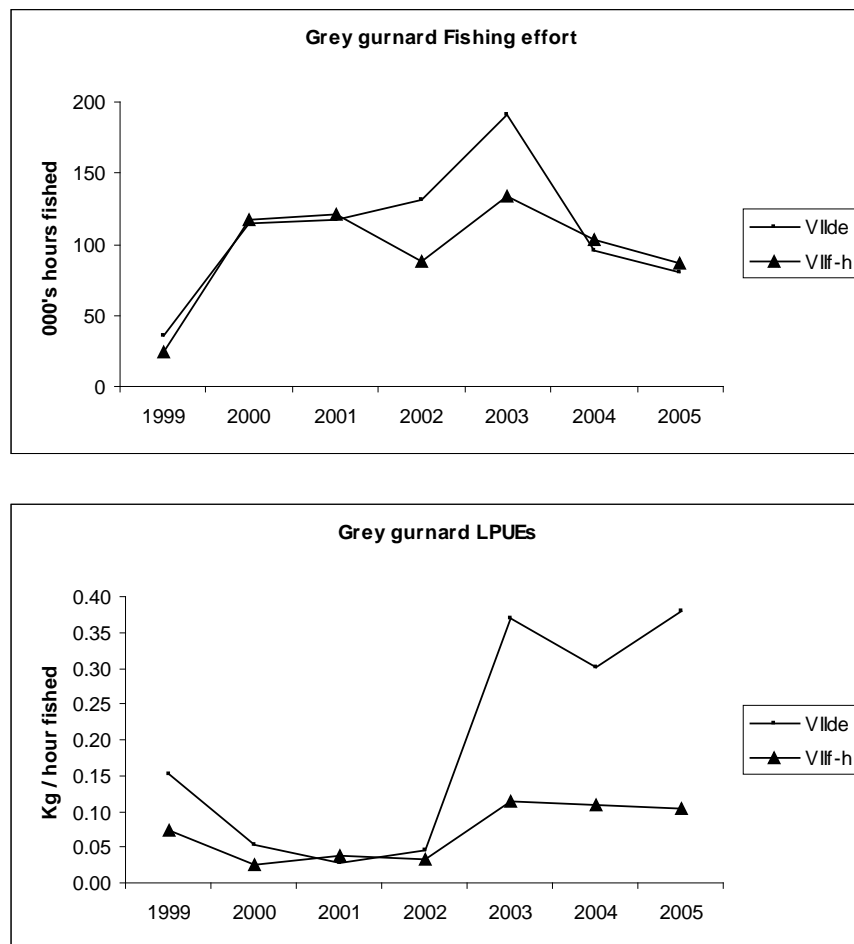 Grey gurnard Fishing effort
000's hours fished
200
150
100
50
0
1999 2000 2001 2002 2003 2004 2005
VIIde
VIIf-h
Grey gurnard LPUEs
Kg / hour fished
0.40
0.35
0.30
0.25
0.20
0.15
0.10
0.05
0.00
1999 2000 2001 2002 2003 2004 2005
VIIde
VIIf-h